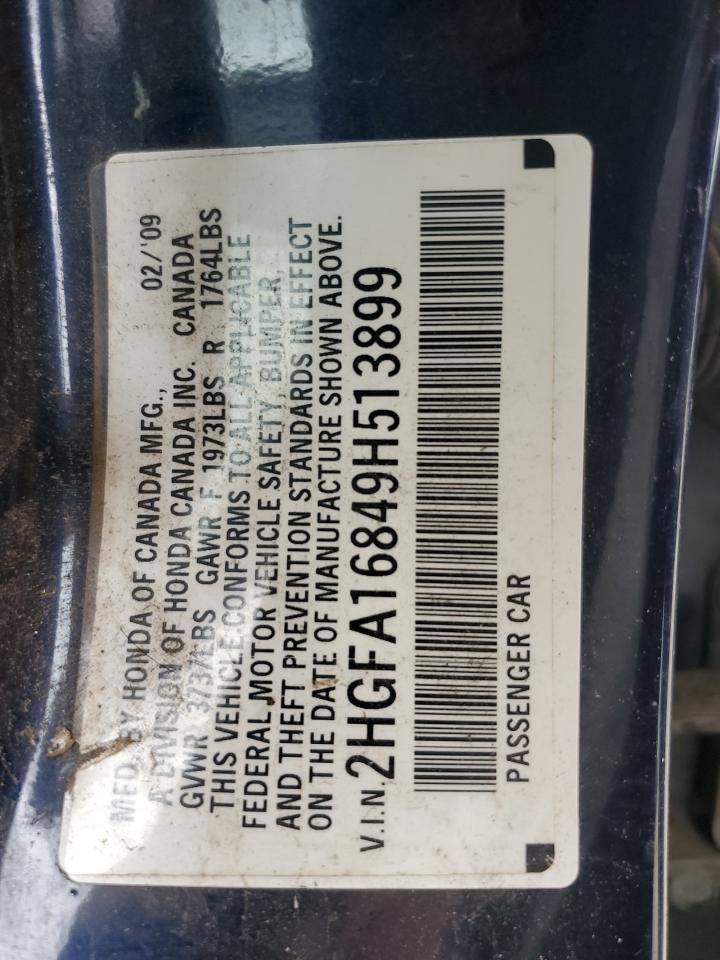 MFD. BY HONDA OF CANADA MFG., 02/'09
A DIVISION OF HONDA CANADA INC. CANADA
GVWR 3737LBS GAWR F 1973LBS R 1764LBS
THIS VEHICLE CONFORMS TO ALL APPLICABLE
FEDERAL MOTOR VEHICLE SAFETY, BUMPER,
AND THEFT PREVENTION STANDARDS IN EFFECT
ON THE DATE OF MANUFACTURE SHOWN ABOVE.
V.I.N. 2HGFA16849H513899
PASSENGER CAR